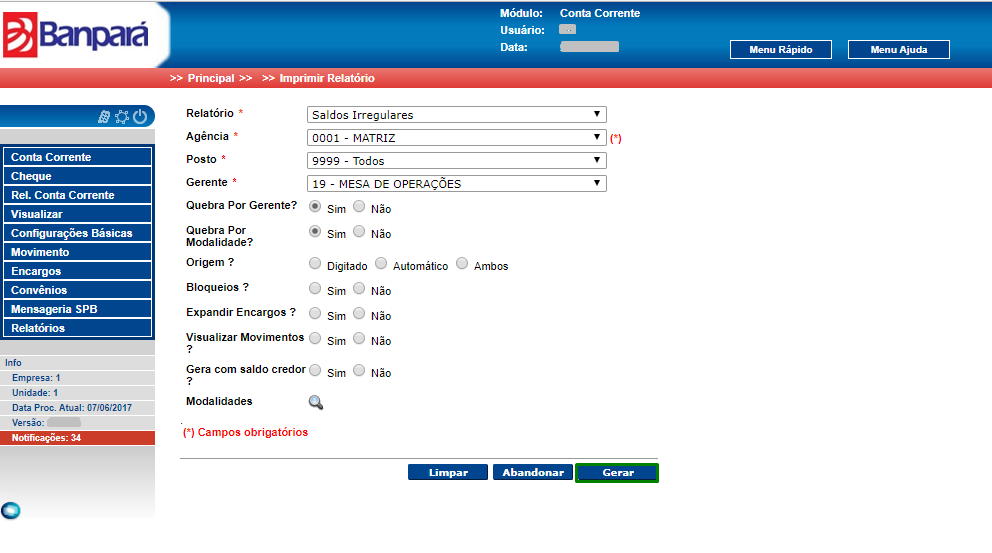 Banpará
Módulo: Conta Corrente
Usuário:
Data:
Menu Rápido
Menu Ajuda
>> Principal >> >> Imprimir Relatório
Conta Corrente
Cheque
Rel. Conta Corrente
Visualizar
Configurações Básicas
Movimento
Encargos
Convênios
Mensageria SPB
Relatórios
Info
Empresa: 1
Unidade: 1
Data Proc. Atual: 07/06/2017
Versão:
Notificações: 34
Relatório * Saldos Irregulares
Agência * 0001 - MATRIZ (*)
Posto * 9999 - Todos
Gerente * 19 - MESA DE OPERAÇÕES
Quebra Por Gerente? Sim Não
Quebra Por
Modalidade? Sim Não
Origem ? Digitado Automático Ambos
Bloqueios ? Sim Não
Expandir Encargos ? Sim Não
Visualizar Movimentos
? Sim Não
Gera com saldo credor
? Sim Não
Modalidades
(*) Campos obrigatórios
Limpar Abandonar Gerar